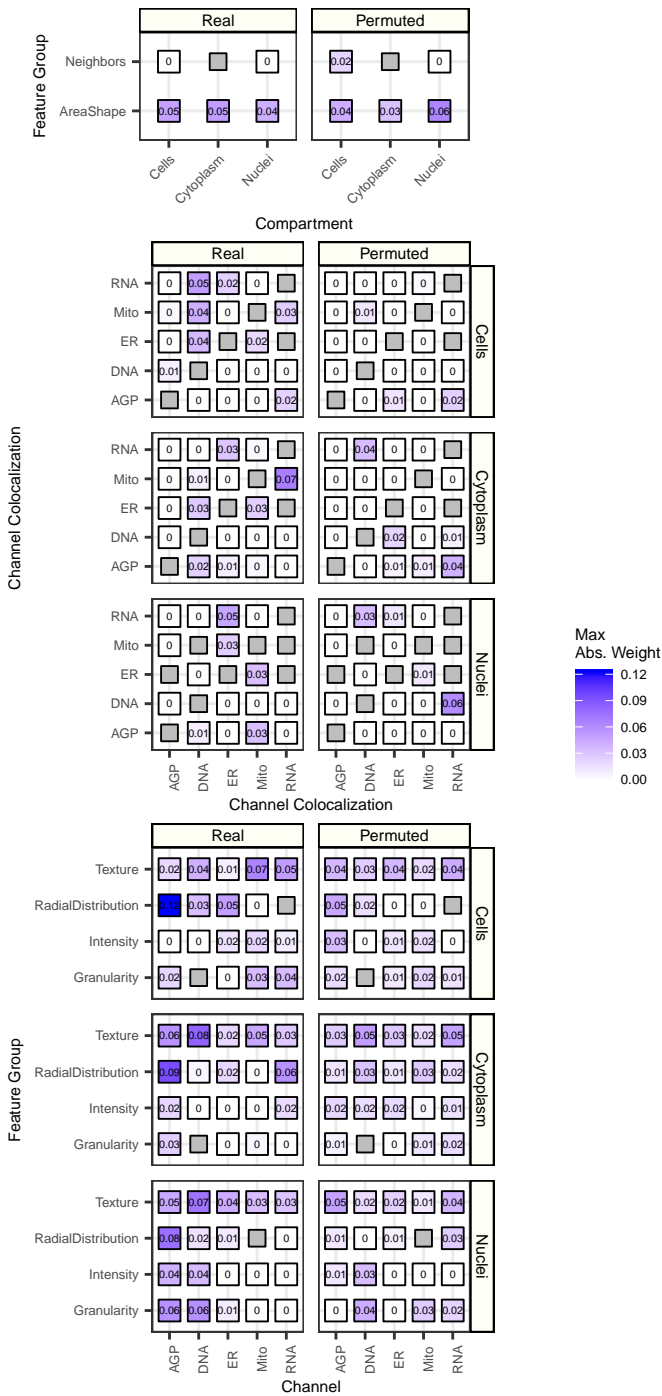 Real Permuted
Feature Group
Neighbors 0 0 0.02 0
AreaShape 0.05 0.05 0.04 0.04 0.03 0.06
Cells Cytoplasm Nuclei Cells Cytoplasm Nuclei
Compartment
Real Permuted
Channel Colocalization
RNA 0 0.05 0.02 0 0 0 0 0
Mito 0 0.04 0 0.03 0 0.01 0 0
ER 0 0.04 0.02 0 0 0
DNA 0.01 0 0 0 0 0 0 0
AGP 0 0 0 0.02 0 0.01 0 0.02
Cells
RNA 0 0 0.03 0 0 0.04 0 0
Mito 0 0.01 0 0.07 0 0 0 0
ER 0 0.03 0.03 0 0 0
DNA 0 0 0 0 0 0.02 0 0.01
AGP 0.02 0.01 0 0 0 0.01 0.01 0.04
Cytoplasm
RNA 0 0 0.05 0 0 0.03 0.01 0
Mito 0 0.03 0 0
ER 0 0.03 0 0.01
DNA 0 0 0 0 0 0 0 0.06
AGP 0.01 0 0.03 0 0 0 0 0
Nuclei
AGP DNA ER Mito RNA AGP DNA ER Mito RNA
Channel Colocalization
Max
Abs. Weight
0.12
0.09
0.06
0.03
0.00
Real Permuted
Feature Group
Texture 0.02 0.04 0.01 0.07 0.05 0.04 0.03 0.04 0.02 0.04
RadialDistribution 0.12 0.03 0.05 0 0.05 0.02 0 0
Intensity 0 0 0.02 0.02 0.01 0.03 0 0.01 0.02 0
Granularity 0.02 0 0.03 0.04 0.02 0.01 0.02 0.01
Cells
Texture 0.06 0.08 0.02 0.05 0.03 0.03 0.05 0.03 0.02 0.05
RadialDistribution 0.09 0 0.02 0 0.06 0.01 0.03 0.01 0.03 0.02
Intensity 0.02 0 0 0 0.02 0.02 0.02 0.02 0 0.01
Granularity 0.03 0 0 0 0.01 0 0.01 0.02
Cytoplasm
Texture 0.05 0.07 0.04 0.03 0.03 0.05 0.02 0.02 0.01 0.04
RadialDistribution 0.08 0.02 0.01 0 0.01 0 0.01 0.03
Intensity 0.04 0.04 0 0 0 0.01 0.03 0 0 0
Granularity 0.06 0.06 0.01 0 0 0 0.04 0 0.03 0.02
Nuclei
AGP DNA ER Mito RNA AGP DNA ER Mito RNA
Channel